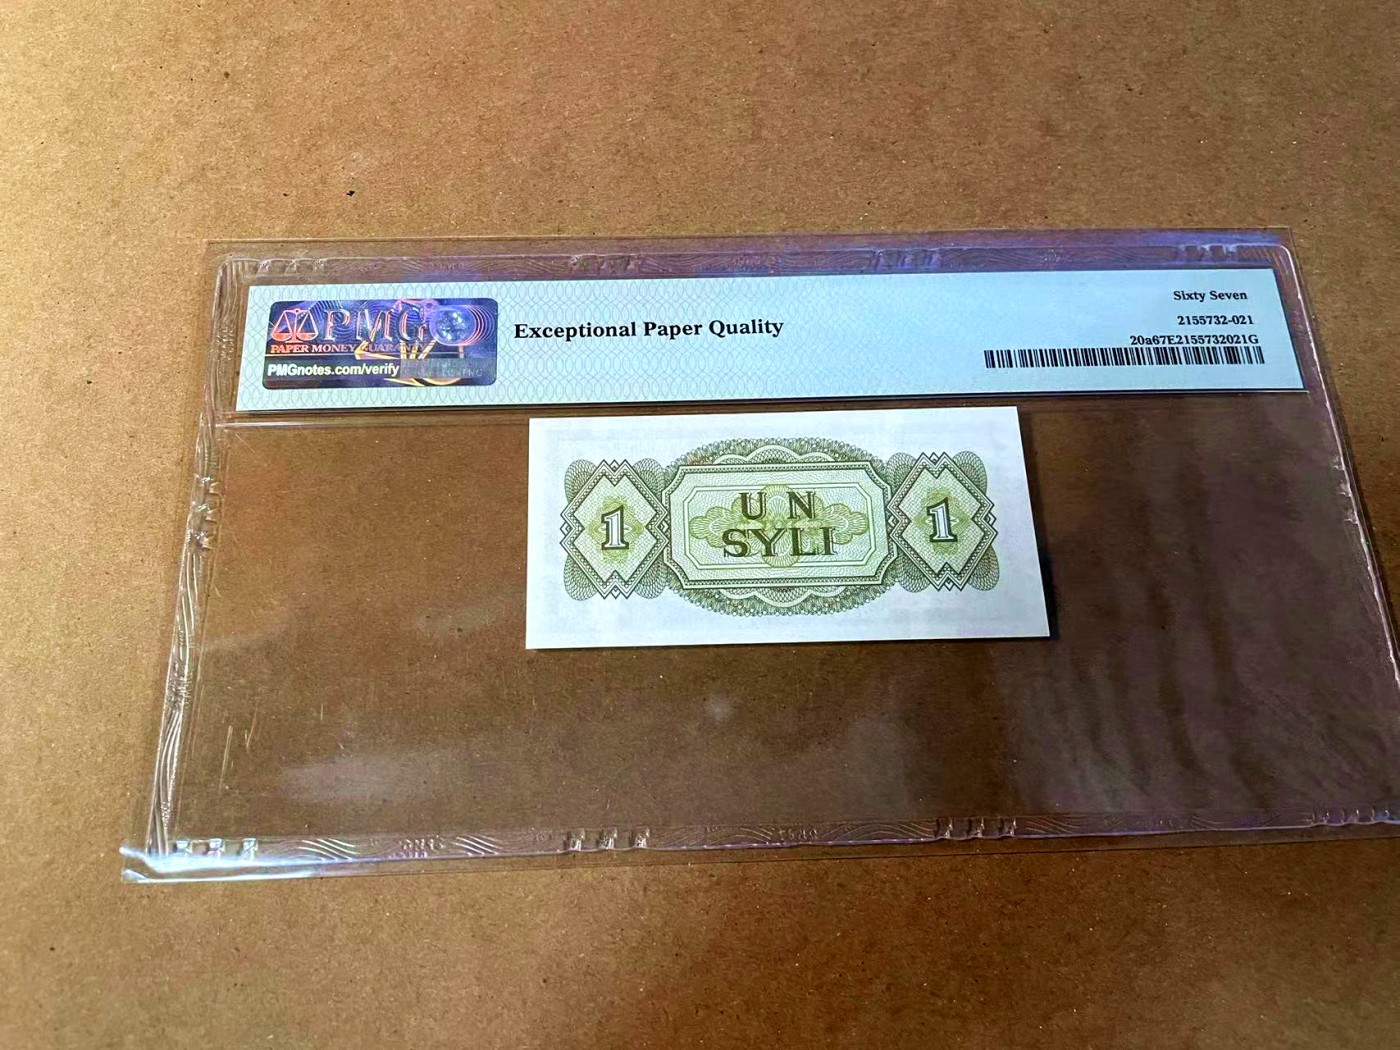 PMG
PAPER MONEY GUARANTY
PMGnotes.com/verify
Exceptional Paper Quality
Sixty Seven
2155732-021
20a67E2155732021G
1
UN
SYLI
1